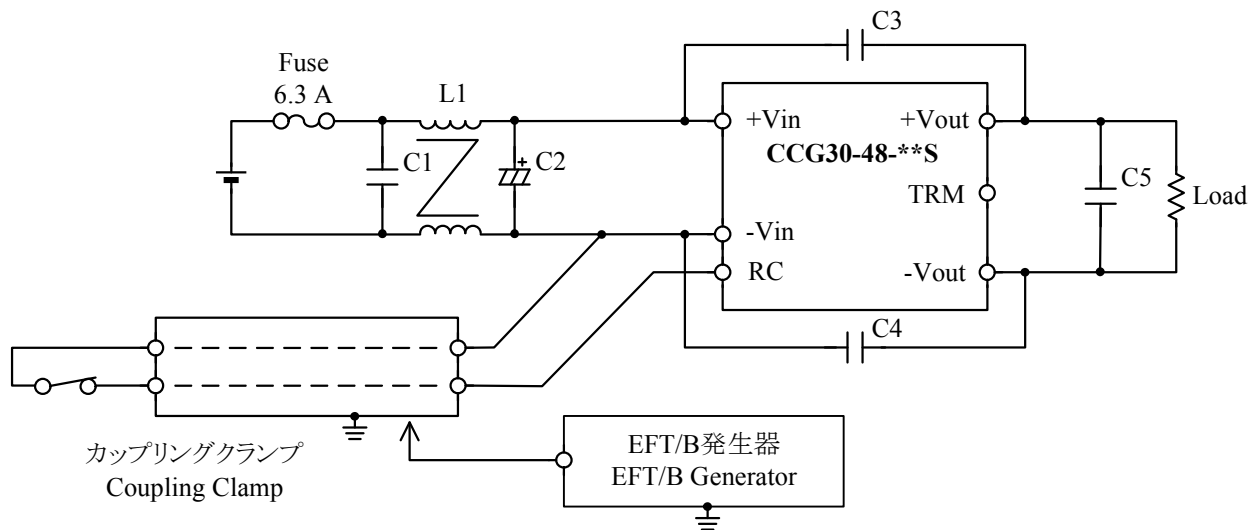 C3
Fuse
6.3 A
L1
+Vin
+Vout
CCG30-48-**S
C1
+
C2
C5
TRM
Load
-Vin
RC
-Vout
C4
カップリングクランプ
Coupling Clamp
EFT/B発生器
EFT/B Generator